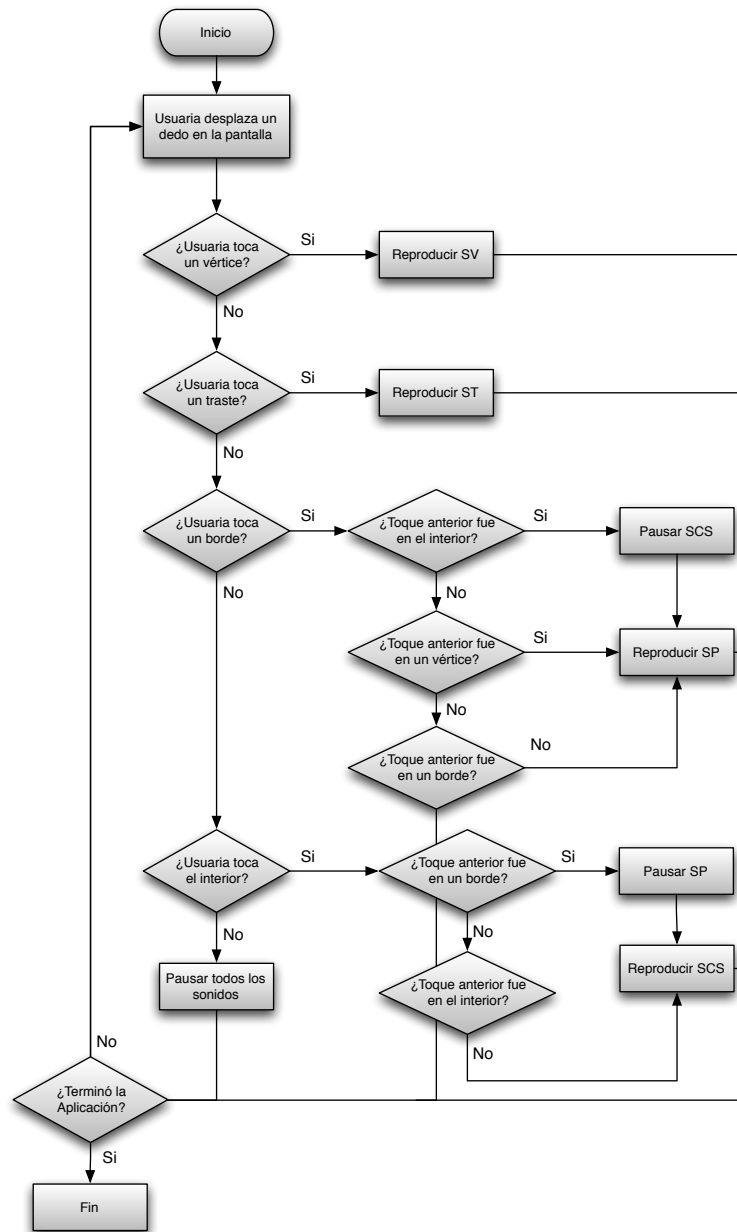 Inicio
Usuaria desplaza un
dedo en la pantalla
¿Usuaria toca
un vértice?
Si
Reproducir SV
No
¿Usuaria toca
un traste?
Si
Reproducir ST
No
¿Usuaria toca
un borde?
Si
¿Toque anterior fue
en el interior?
Si
Pausar SCS
No
No
¿Toque anterior fue
en un vértice?
Si
Reproducir SP
No
¿Toque anterior fue
en un borde?
No
¿Usuaria toca
el interior?
Si
¿Toque anterior fue
en un borde?
Si
Pausar SP
No
No
Pausar todos los
sonidos
¿Toque anterior fue
en el interior?
Reproducir SCS
No
No
¿Terminó la
Aplicación?
Si
Fin